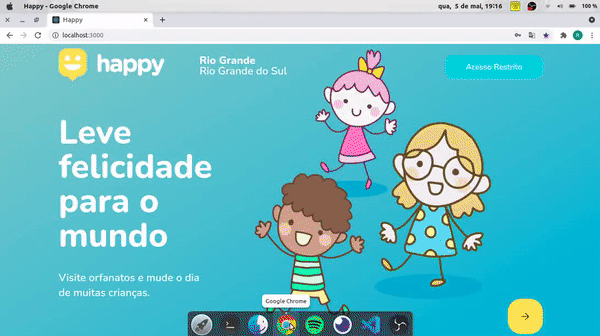 Happy - Google Chrome
qua, 5 de mai, 19:16
100 %
Happy
localhost:3000
R
happy
Rio Grande
Rio Grande do Sul
Acesso Restrito
Leve
felicidade
para o
mundo
Visite orfanatos e mude o dia
de muitas crianças.
Google Chrome